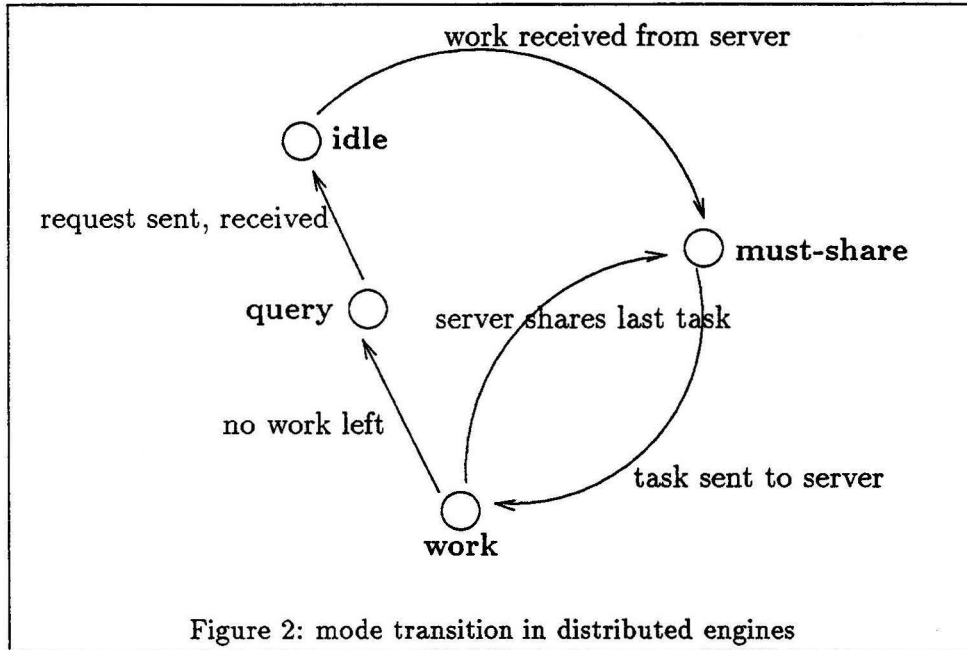 work received from server
idle
request sent, received
must-share
query
server shares last task
no work left
task sent to server
work
Figure 2: mode transition in distributed engines